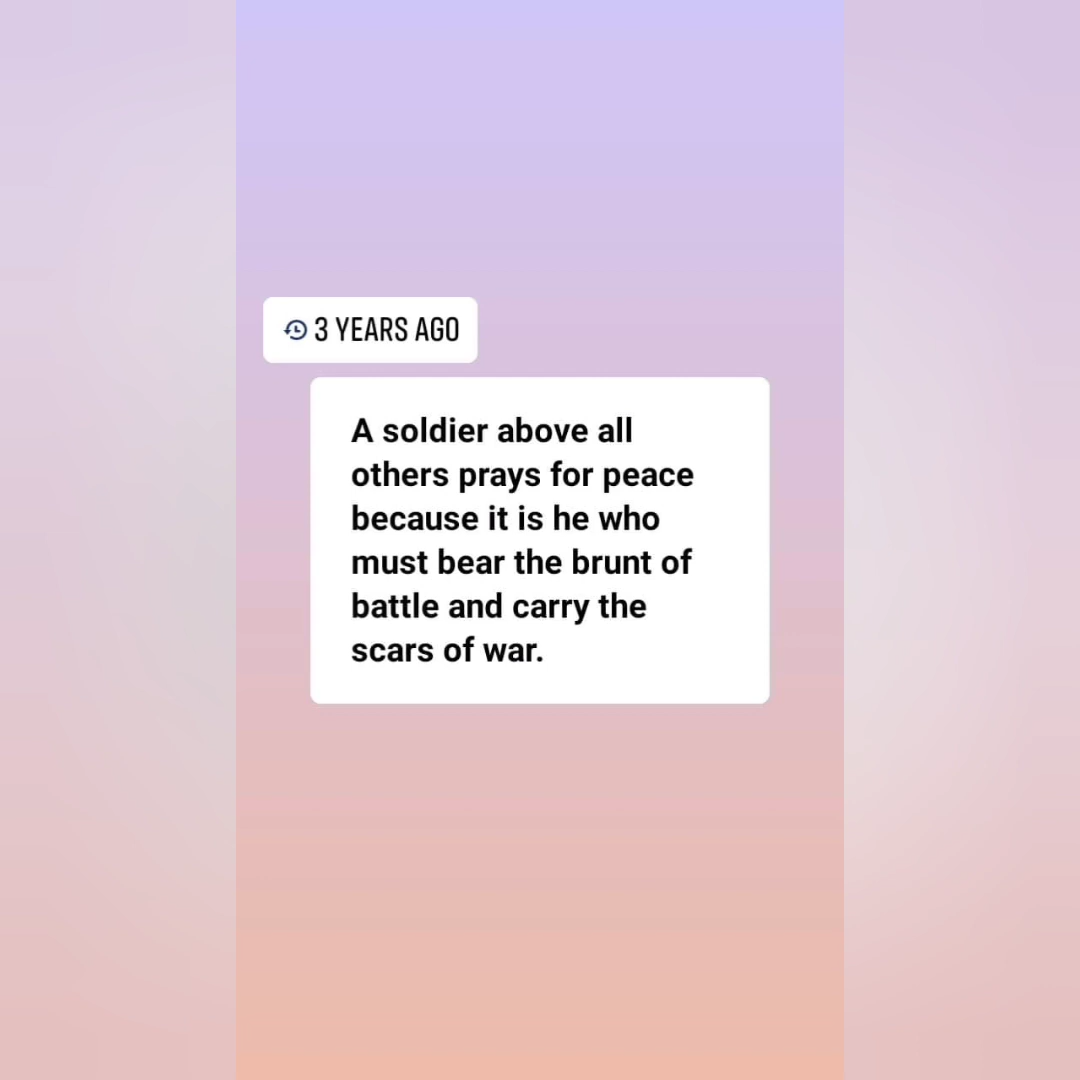 3 YEARS AGO
A soldier above all
others prays for peace
because it is he who
must bear the brunt of
battle and carry the
scars of war.